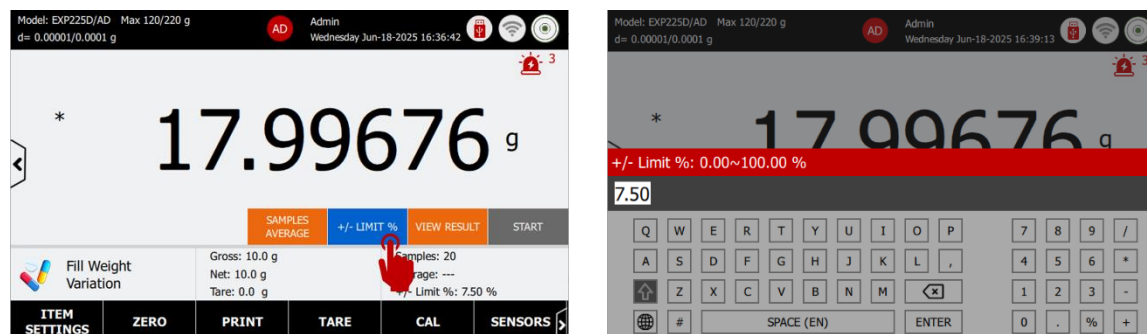 Model: EXP225D/AD Max 120/220 g
d= 0.00001/0.0001 g
AD
Admin
Wednesday Jun-18-2025 16:36:42
3
*
17.99676 g
SAMPLES AVERAGE
+/- LIMIT %
VIEW RESULT
START
Fill Weight
Variation
Gross: 10.0 g
Net: 10.0 g
Tare: 0.0 g
Samples: 20
rage: ---
+/- Limit %: 7.50 %
ITEM SETTINGS
ZERO
PRINT
TARE
CAL
SENSORS
Model: EXP225D/AD Max 120/220 g
d= 0.00001/0.0001 g
AD
Admin
Wednesday Jun-18-2025 16:39:13
3
*
17.99676 g
+/- Limit %: 0.00~100.00 %
7.50
Q W E R T Y U I O P 7 8 9 /
A S D F G H J K L , 4 5 6 *
Z X C V B N M 1 2 3 -
# SPACE (EN) ENTER 0 . % +